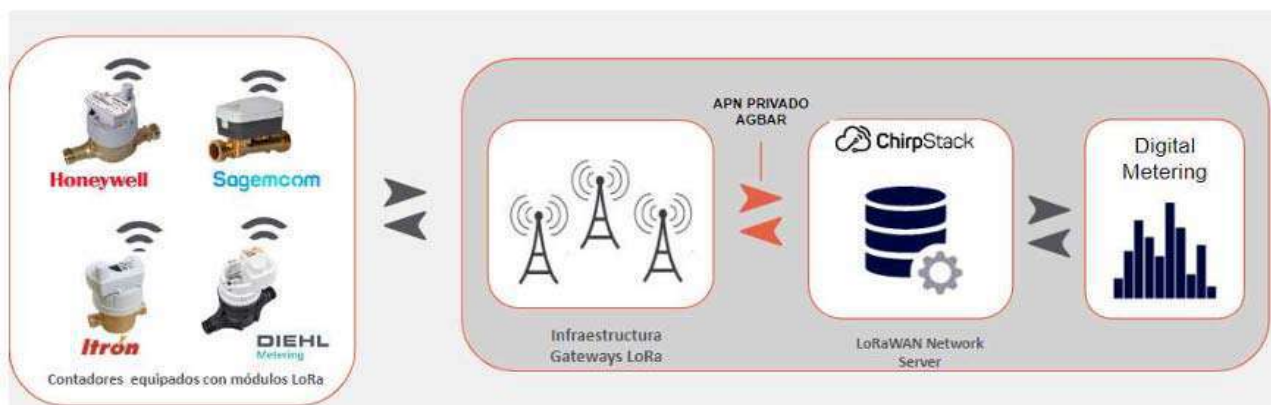 Honeywell
Sagemcom
Itrón
DIEHL
Metering
Contadores equipados con módulos LoRa
Infraestructura
Gateways LoRa
APN PRIVADO
AGBAR
ChirpStack
LoRaWAN Network
Server
Digital
Metering